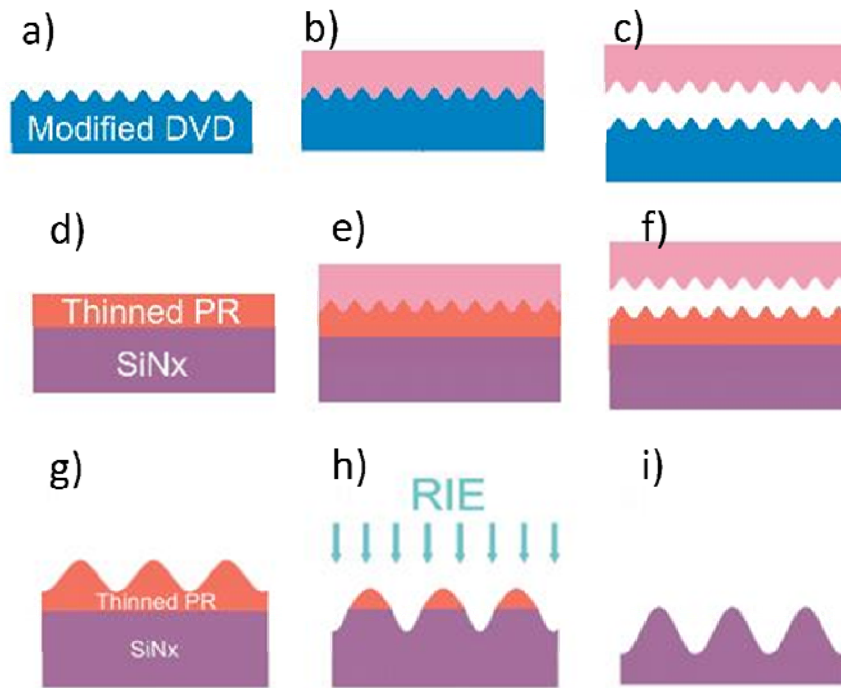 a)
b)
c)
Modified DVD
d)
e)
f)
Thinned PR
SiNx
g)
h)
i)
RIE
Thinned PR
SiNx